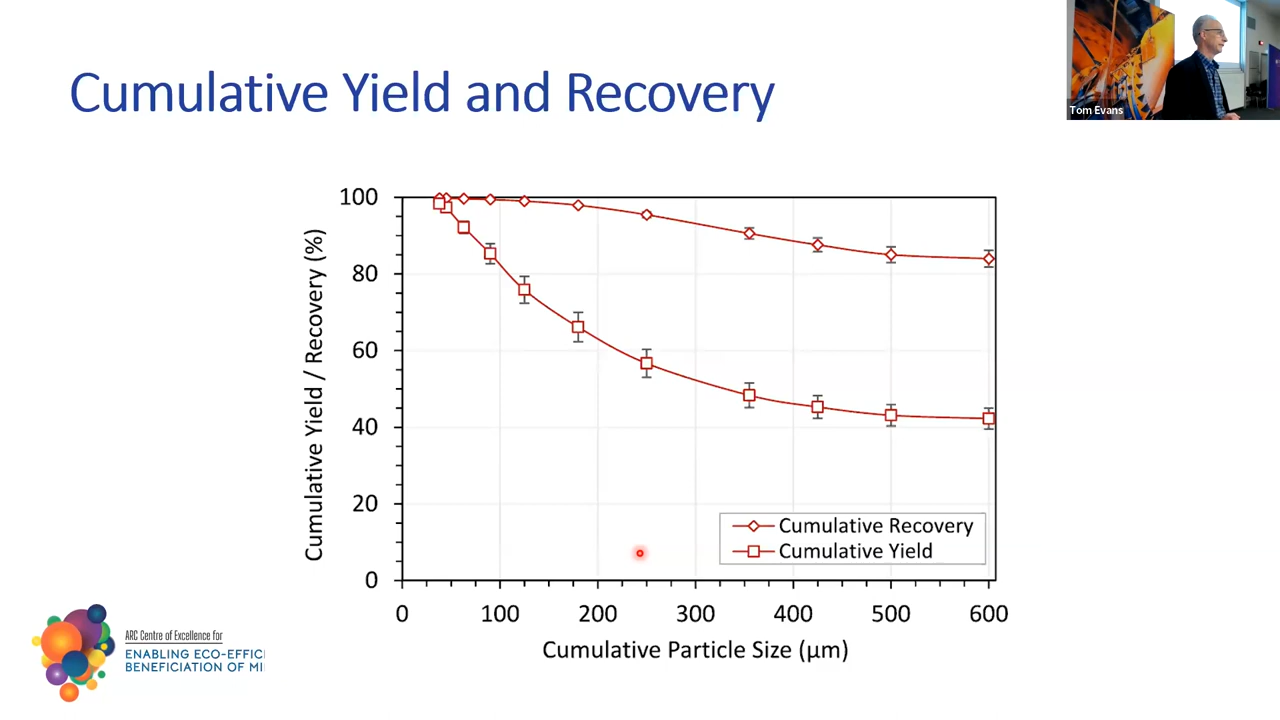 Cumulative Yield and Recovery
Tom Evans
Cumulative Yield / Recovery (%)
100
80
60
40
20
0
Cumulative Recovery
Cumulative Yield
0 100 200 300 400 500 600
Cumulative Particle Size (μm)
ARC Centre of Excellence for
ENABLING ECO-EFFICI
BENEFICIATION OF MI